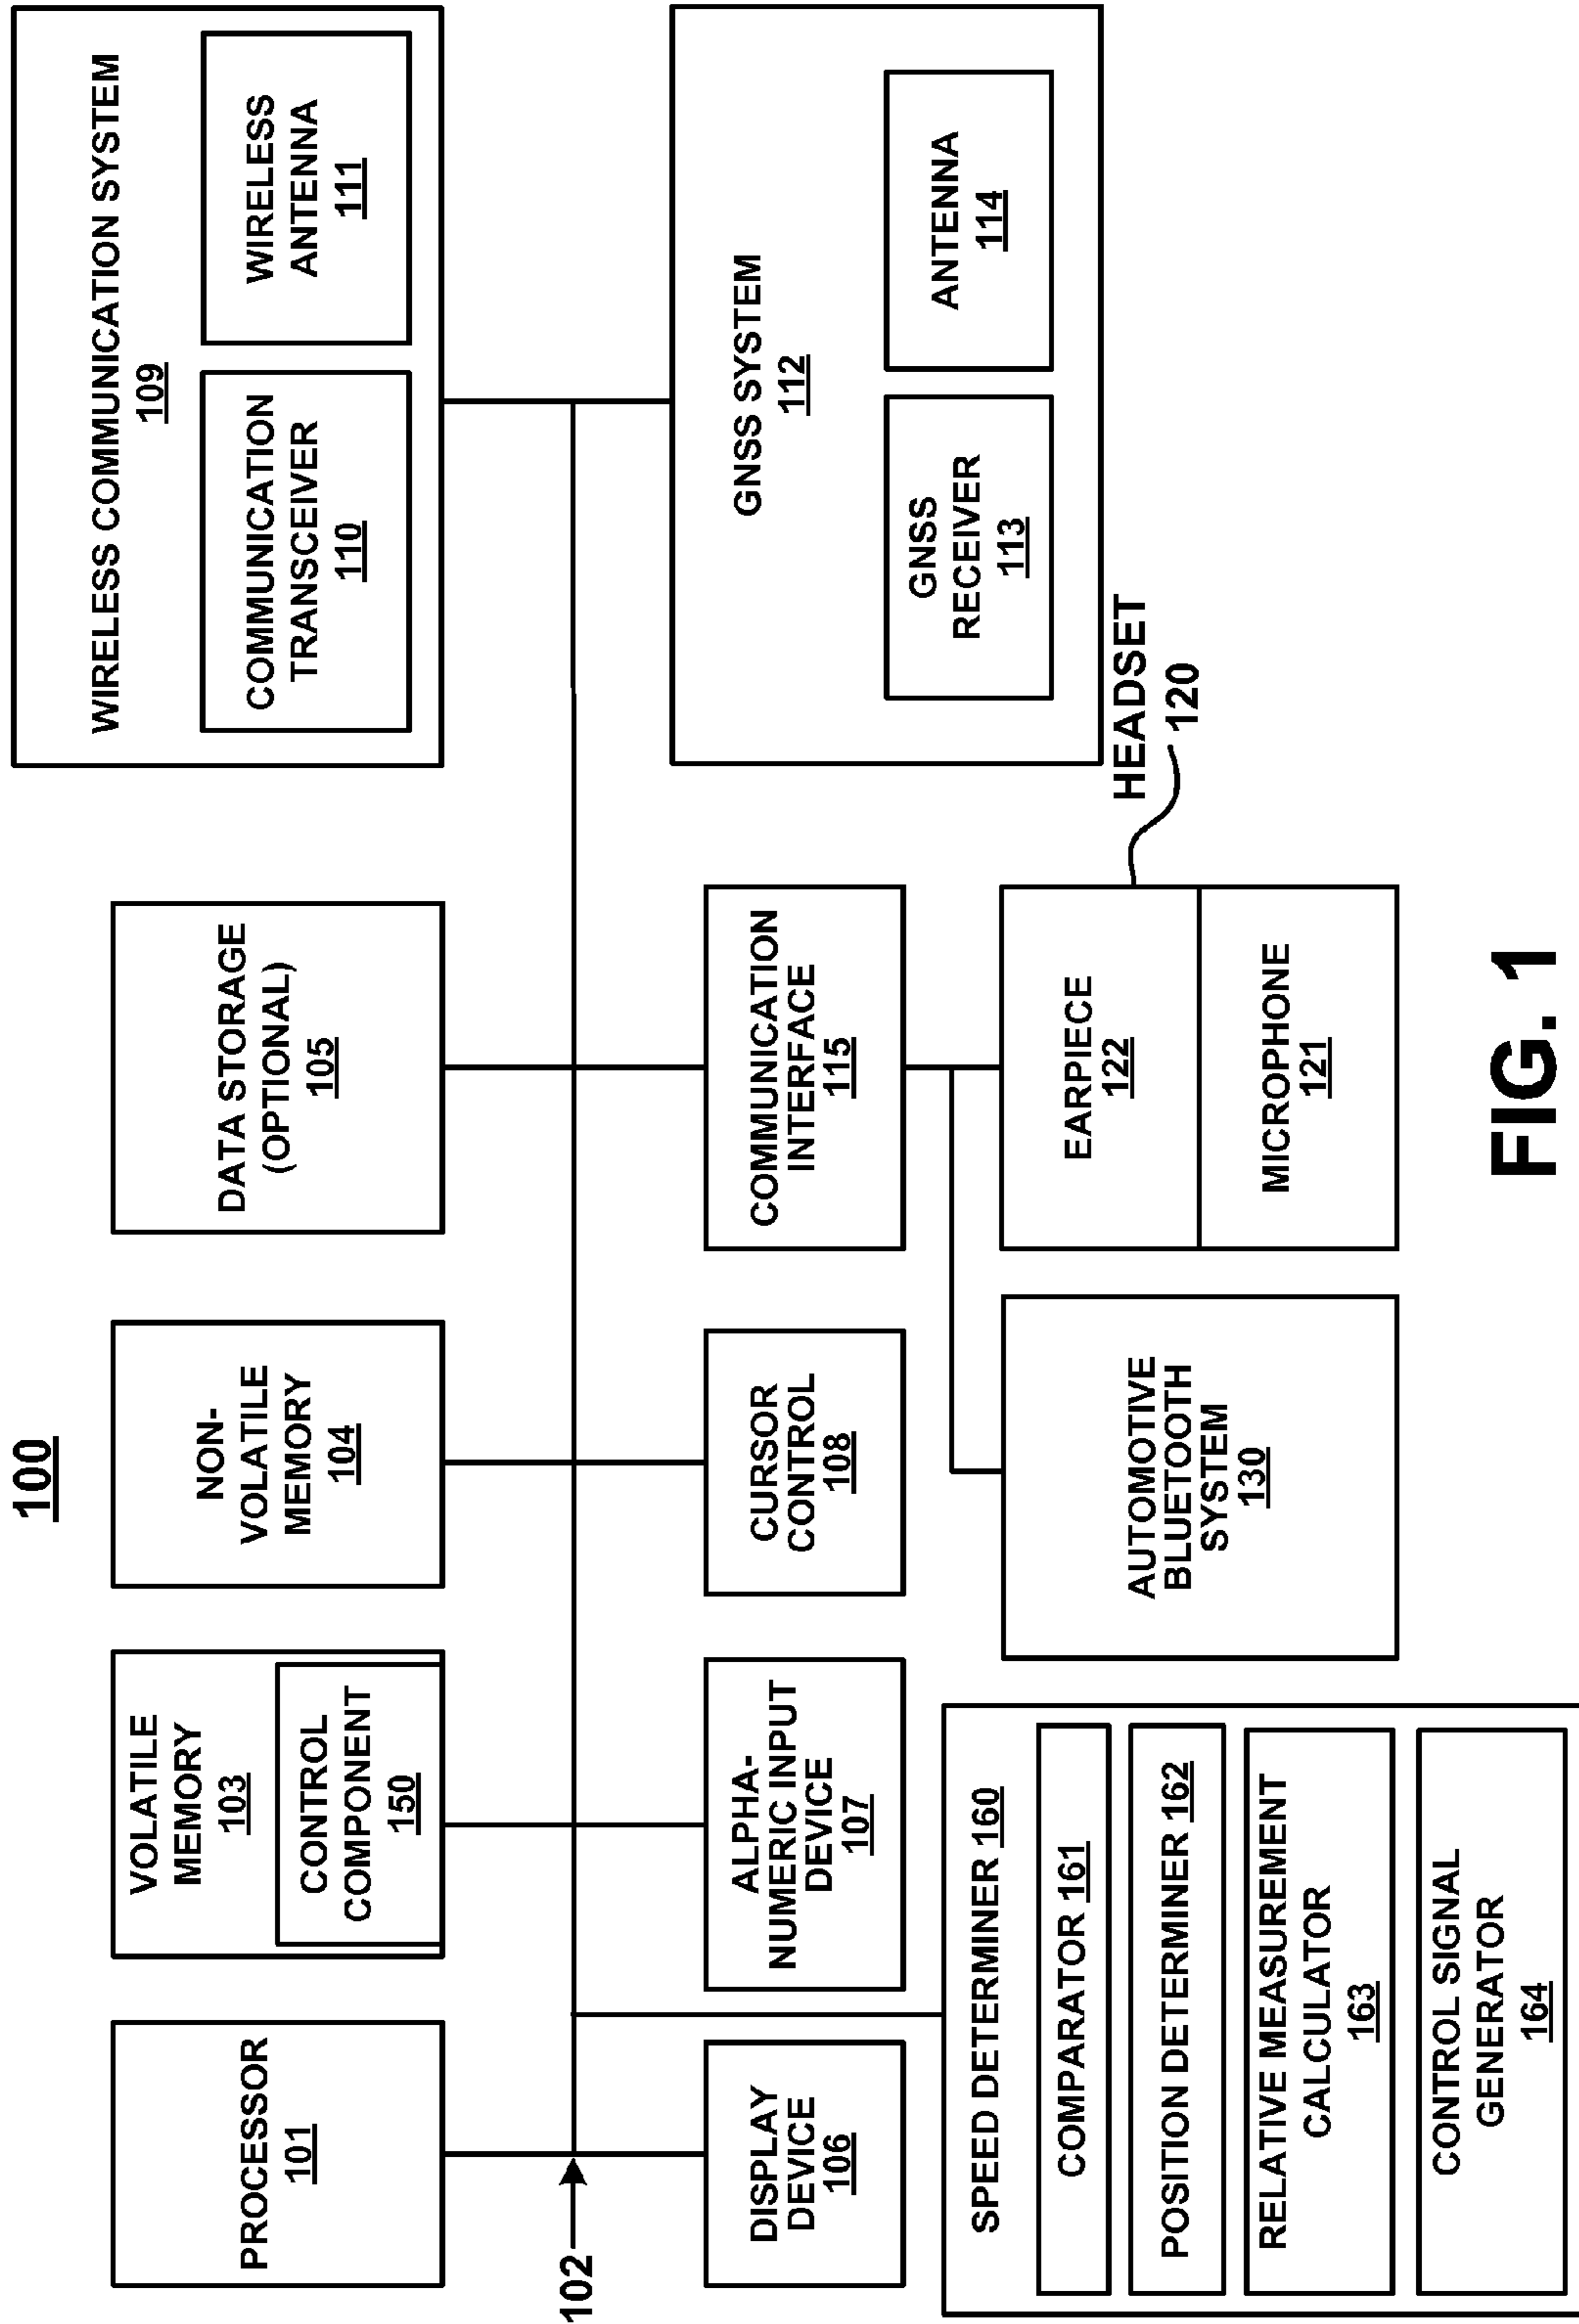 100
PROCESSOR
101
VOLATILE
MEMORY
103
CONTROL
COMPONENT
150
NON-
VOLATILE
MEMORY
104
DATA STORAGE
(OPTIONAL)
105
WIRELESS COMMUNICATION SYSTEM
109
COMMUNICATION
TRANSCEIVER
110
WIRELESS
ANTENNA
111
102
DISPLAY
DEVICE
106
ALPHA-
NUMERIC INPUT
DEVICE
107
CURSOR
CONTROL
108
COMMUNICATION
INTERFACE
115
GNSS SYSTEM
112
GNSS
RECEIVER
113
ANTENNA
114
SPEED DETERMINER 160
COMPARATOR 161
POSITION DETERMINER 162
RELATIVE MEASUREMENT
CALCULATOR
163
CONTROL SIGNAL
GENERATOR
164
AUTOMOTIVE
BLUETOOTH
SYSTEM
130
EARPIECE
122
MICROPHONE
121
HEADSET
120
FIG. 1